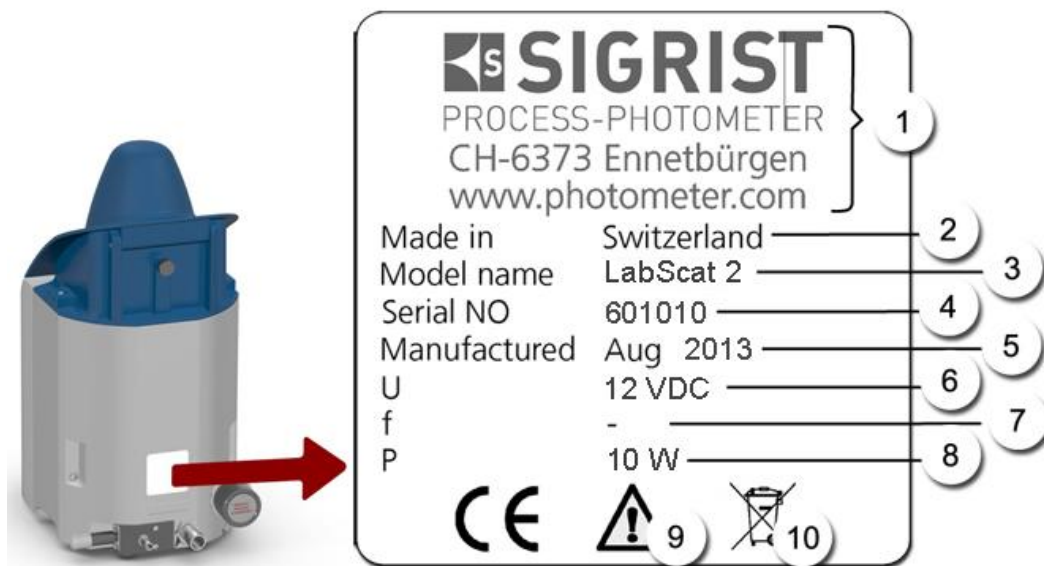 S SIGRIST
PROCESS-PHOTOMETER
CH-6373 Ennetbürgen
www.photometer.com
1
Made in Switzerland 2
Model name LabScat 2 3
Serial NO 601010 4
Manufactured Aug 2013 5
U 12 VDC 6
f - 7
P 10 W 8
CE 9 10